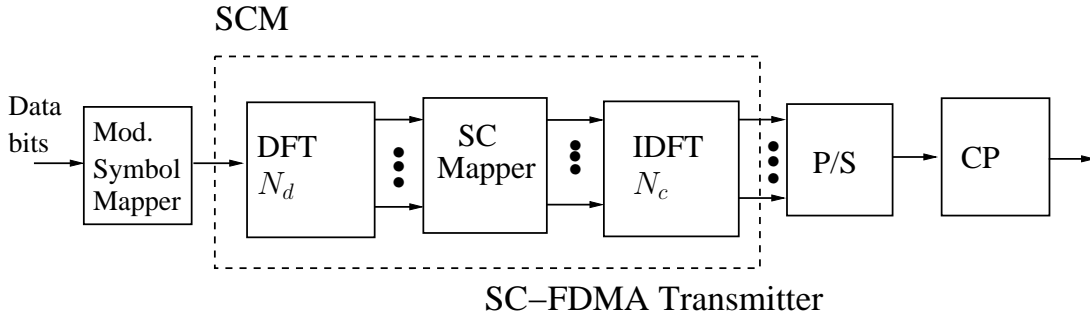 SCM
Data
bits
Mod.
Symbol
Mapper
DFT
N_d
SC
Mapper
IDFT
N_c
P/S
CP
SC–FDMA Transmitter